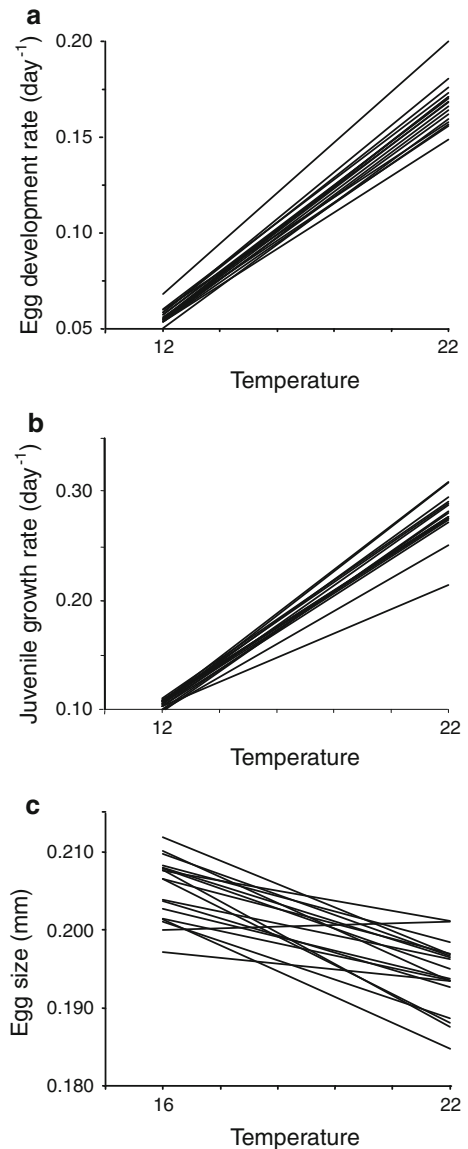 a
0.20
0.15
0.10
0.05
Egg development rate (day⁻¹)
12
22
Temperature
b
0.30
0.20
0.10
Juvenile growth rate (day⁻¹)
12
22
Temperature
c
0.210
0.200
0.190
0.180
Egg size (mm)
16
22
Temperature